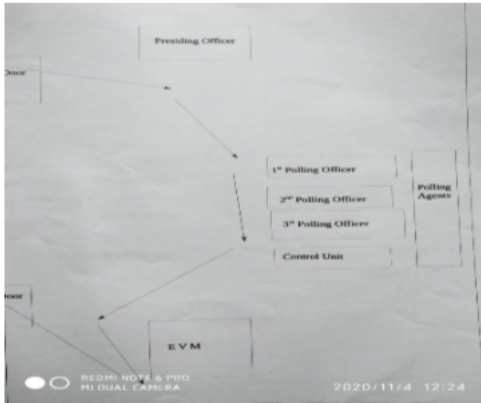 Presiding Officer
Door
1st Polling Officer
2nd Polling Officer
3rd Polling Officer
Control Unit
Polling
Agents
Door
E V M
REDMI NOTE 6 PRO
MI DUAL CAMERA
2020/11/4 12:24